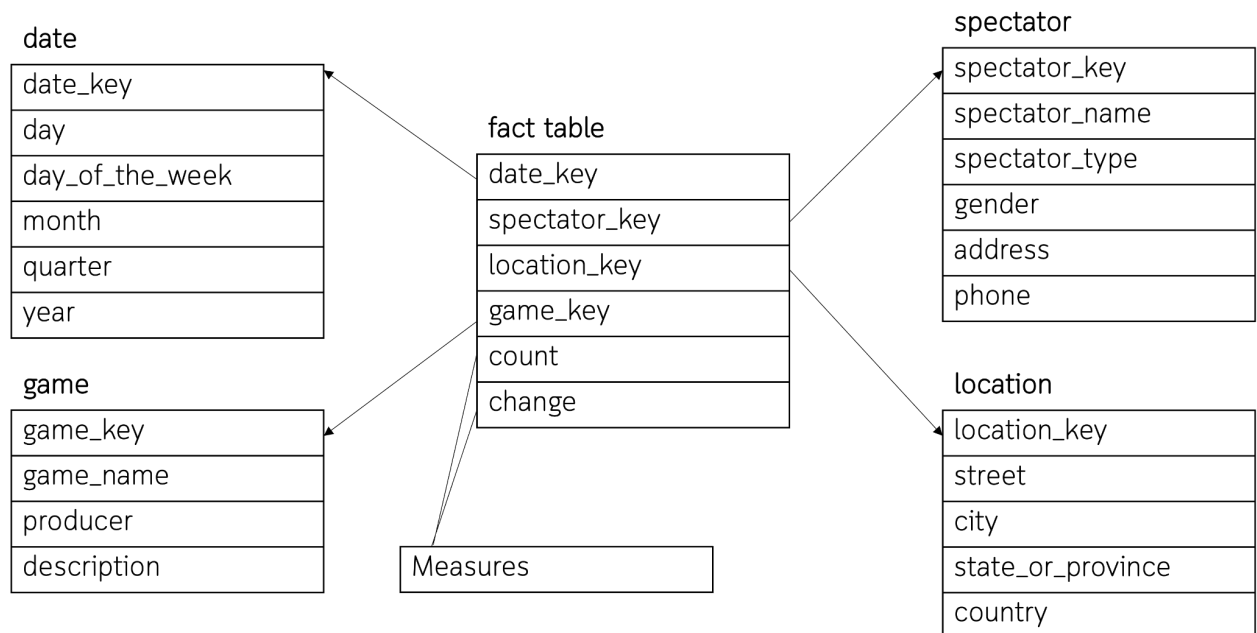 date
date_key
day
day_of_the_week
month
quarter
year
game
game_key
game_name
producer
description
fact table
date_key
spectator_key
location_key
game_key
count
change
Measures
spectator
spectator_key
spectator_name
spectator_type
gender
address
phone
location
location_key
street
city
state_or_province
country